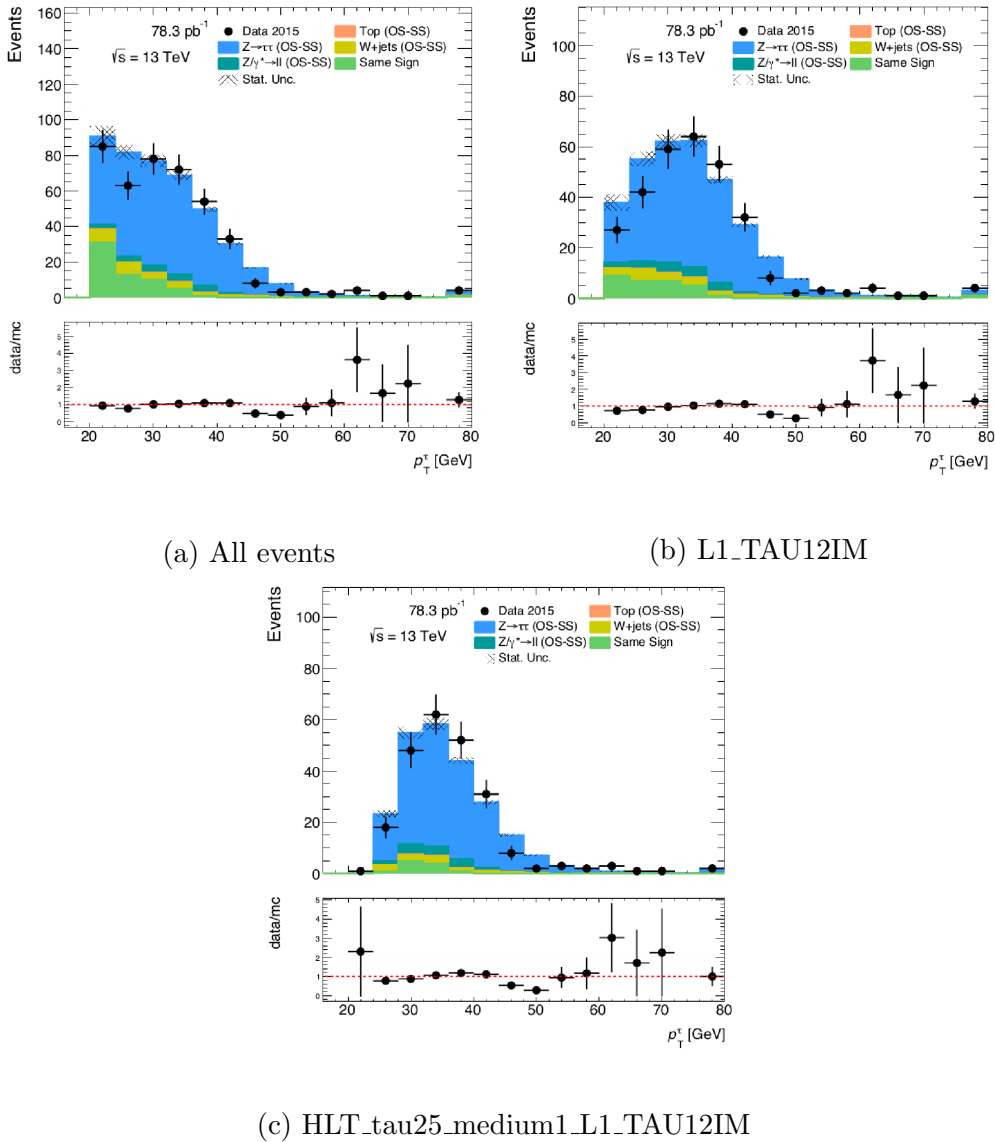 Events
160
140
120
100
80
60
40
20
0
78.3 pb⁻¹
√s = 13 TeV
Data 2015
Z→ττ (OS-SS)
Z/γ*→ll (OS-SS)
Stat. Unc.
Top (OS-SS)
W+jets (OS-SS)
Same Sign
data/mc
5
4
3
2
1
0
20 30 40 50 60 70 80
p_T^τ [GeV]
(a) All events
Events
100
80
60
40
20
0
78.3 pb⁻¹
√s = 13 TeV
Data 2015
Z→ττ (OS-SS)
Z/γ*→ll (OS-SS)
Stat. Unc.
Top (OS-SS)
W+jets (OS-SS)
Same Sign
data/mc
5
4
3
2
1
0
20 30 40 50 60 70 80
p_T^τ [GeV]
(b) L1_TAU12IM
Events
100
80
60
40
20
0
78.3 pb⁻¹
√s = 13 TeV
Data 2015
Z→ττ (OS-SS)
Z/γ*→ll (OS-SS)
Stat. Unc.
Top (OS-SS)
W+jets (OS-SS)
Same Sign
data/mc
5
4
3
2
1
0
20 30 40 50 60 70 80
p_T^τ [GeV]
(c) HLT_tau25_medium1_L1_TAU12IM